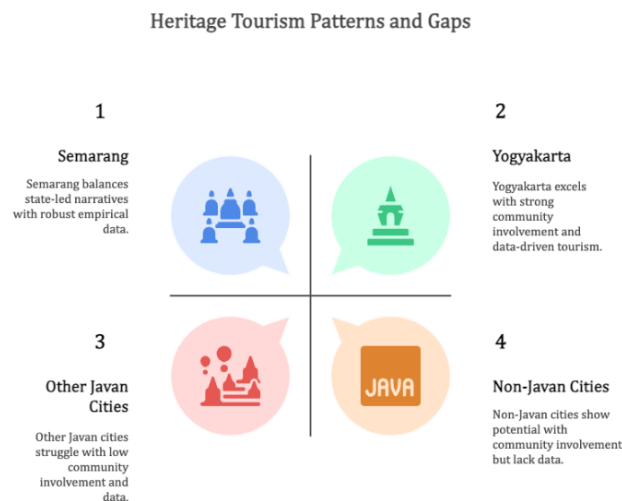 Heritage Tourism Patterns and Gaps
1
Semarang
Semarang balances
state-led narratives
with robust empirical
data.
2
Yogyakarta
Yogyakarta excels
with strong
community
involvement and
data-driven tourism.
3
Other Javan
Cities
Other Javan cities
struggle with low
community
involvement and
data.
JAVA
4
Non-Javan Cities
Non-Javan cities show
potential with
community involvement
but lack data.